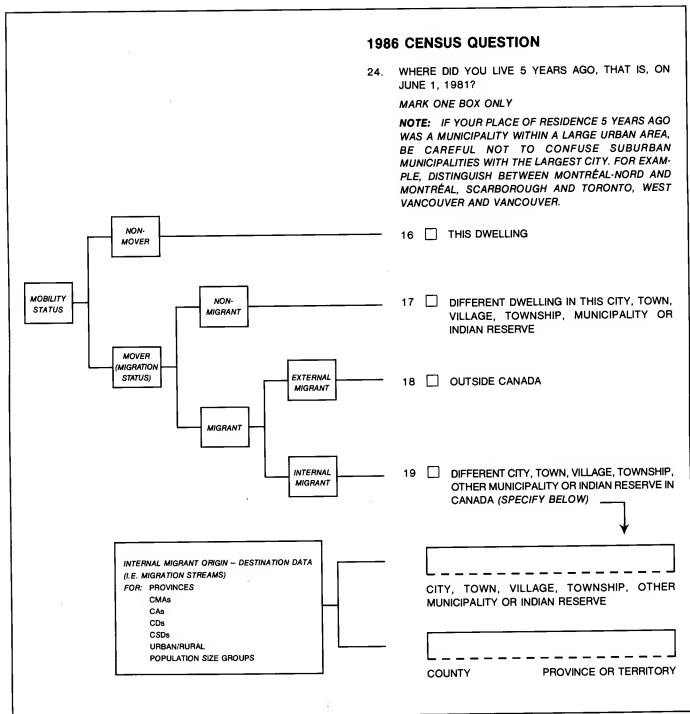 1986 CENSUS QUESTION
24. WHERE DID YOU LIVE 5 YEARS AGO, THAT IS, ON
JUNE 1, 1981?
MARK ONE BOX ONLY
NOTE: IF YOUR PLACE OF RESIDENCE 5 YEARS AGO
WAS A MUNICIPALITY WITHIN A LARGE URBAN AREA,
BE CAREFUL NOT TO CONFUSE SUBURBAN
MUNICIPALITIES WITH THE LARGEST CITY. FOR EXAM-
PLE, DISTINGUISH BETWEEN MONTRÉAL-NORD AND
MONTRÉAL, SCARBOROUGH AND TORONTO, WEST
VANCOUVER AND VANCOUVER.
NON-
MOVER
16 THIS DWELLING
MOBILITY
STATUS
NON-
MIGRANT
17 DIFFERENT DWELLING IN THIS CITY, TOWN,
VILLAGE, TOWNSHIP, MUNICIPALITY OR
INDIAN RESERVE
MOVER
(MIGRATION
STATUS)
EXTERNAL
MIGRANT
18 OUTSIDE CANADA
MIGRANT
INTERNAL
MIGRANT
19 DIFFERENT CITY, TOWN, VILLAGE, TOWNSHIP,
OTHER MUNICIPALITY OR INDIAN RESERVE IN
CANADA (SPECIFY BELOW)
INTERNAL MIGRANT ORIGIN – DESTINATION DATA
(I.E. MIGRATION STREAMS)
FOR: PROVINCES
CMAs
CAs
CDs
CSDs
URBAN/RURAL
POPULATION SIZE GROUPS
CITY, TOWN, VILLAGE, TOWNSHIP, OTHER
MUNICIPALITY OR INDIAN RESERVE
COUNTY PROVINCE OR TERRITORY